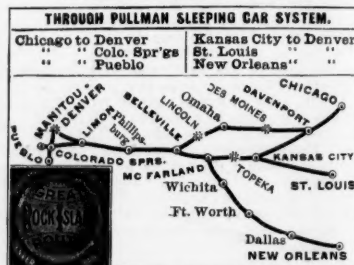 THROUGH PULLMAN SLEEPING CAR SYSTEM.
Chicago to Denver
" " Colo. Spr'gs
" " Pueblo
Kansas City to Denver
St. Louis " "
New Orleans " "
CHICAGO
DAVENPORT
DES MOINES
Omaha
LINCOLN
BELLEVILLE
Phillips-
burg
LIMON
MANITOU-
DENVER
PUEBLO
COLORADO SPRS.
MC FARLAND
TOPEKA
KANSAS CITY
ST. LOUIS
Wichita
Ft. Worth
Dallas
NEW ORLEANS
GREAT
ROCK ISLAND
ROUTE